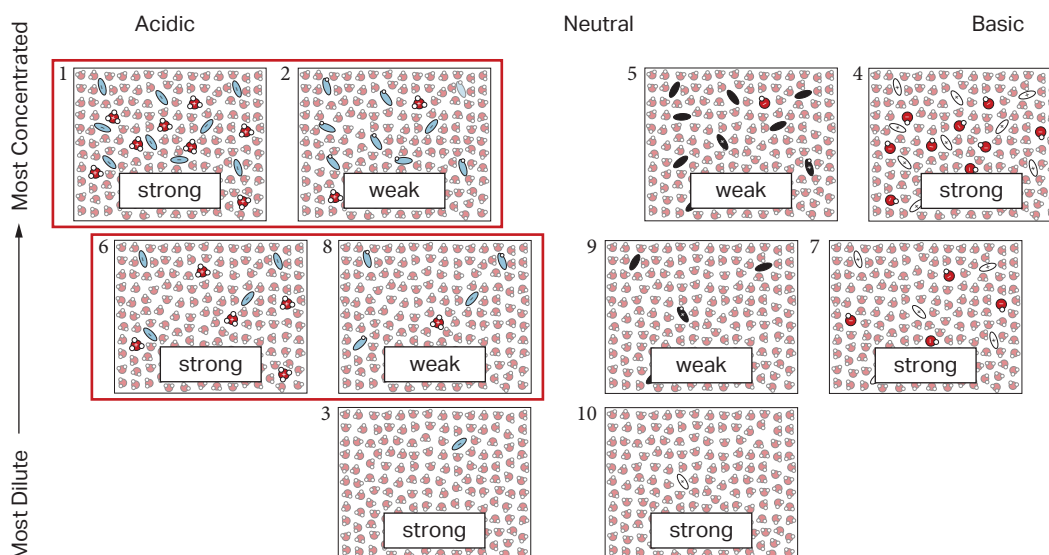 Acidic Neutral Basic
Most Concentrated
Most Dilute
1 2 5 4
strong weak weak strong
6 8 9 7
strong weak weak strong
3 10
strong strong